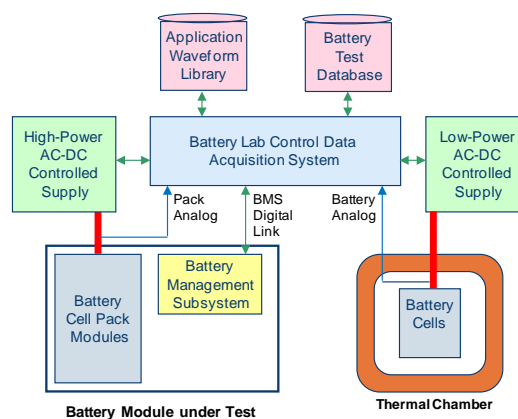 Application
Waveform
Library
Battery
Test
Database
High-Power
AC-DC
Controlled
Supply
Battery Lab Control Data
Acquisition System
Low-Power
AC-DC
Controlled
Supply
Pack
Analog
BMS
Digital
Link
Battery
Analog
Battery
Cell Pack
Modules
Battery
Management
Subsystem
Battery
Cells
Battery Module under Test
Thermal Chamber